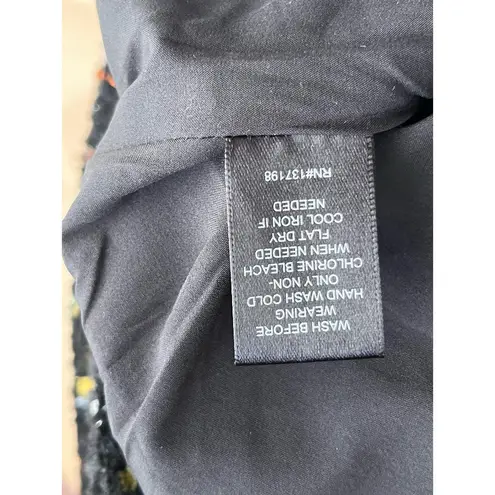 WASH BEFORE
WEARING
HAND WASH COLD
ONLY NON-
CHLORINE BLEACH
WHEN NEEDED
FLAT DRY
COOL IRON IF
NEEDED
RN#137198